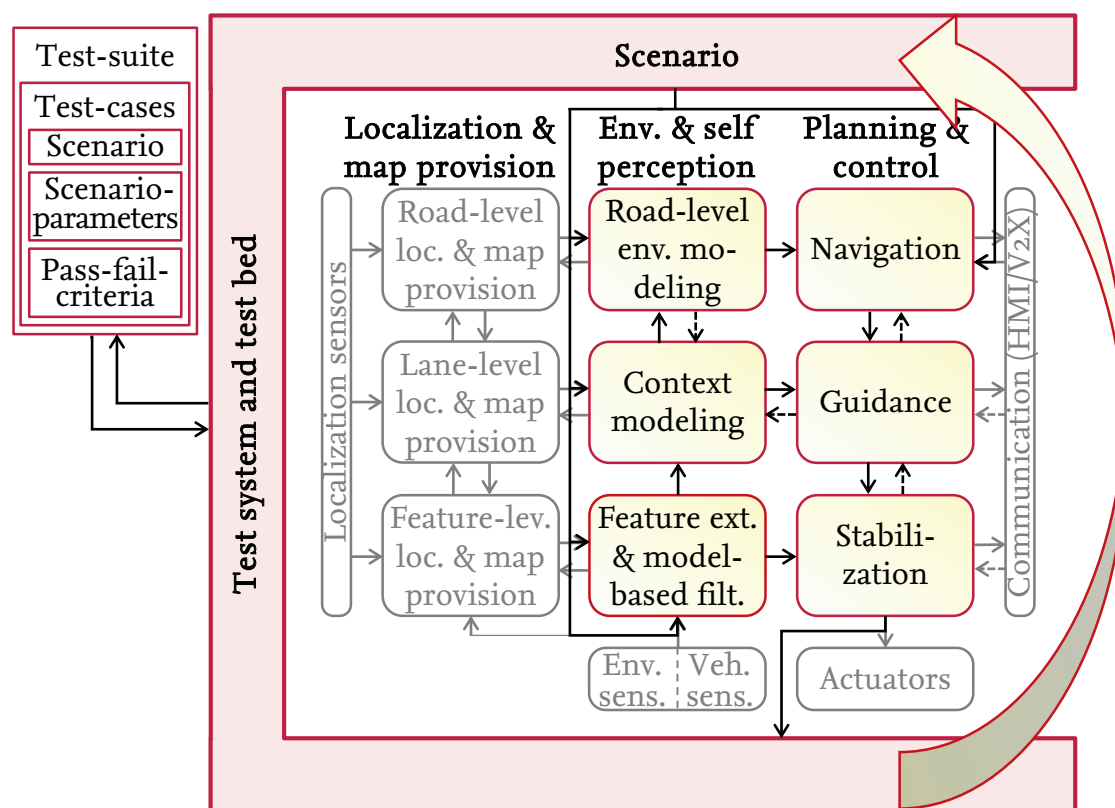 Test-suite
Test-cases
Scenario
Scenario-
parameters
Pass-fail-
criteria
Test system and test bed
Scenario
Localization &
map provision
Env. & self
perception
Planning &
control
Localization sensors
Road-level
loc. & map
provision
Road-level
env. mo-
deling
Navigation
Lane-level
loc. & map
provision
Context
modeling
Guidance
Feature-lev.
loc. & map
provision
Feature ext.
& model-
based filt.
Stabili-
zation
Communication (HMI/V2X)
Env.
sens.
Veh.
sens.
Actuators